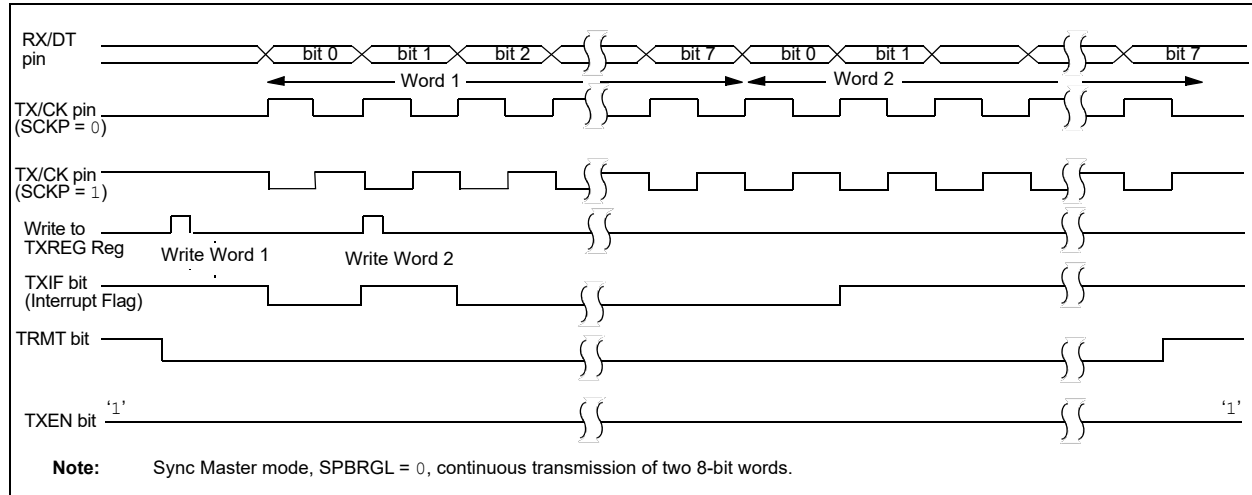 RX/DT
pin
bit 0 bit 1 bit 2 bit 7 bit 0 bit 1 bit 7
Word 1 Word 2
TX/CK pin
(SCKP = 0)
TX/CK pin
(SCKP = 1)
Write to
TXREG Reg
Write Word 1 Write Word 2
TXIF bit
(Interrupt Flag)
TRMT bit
‘1’ ‘1’
TXEN bit
Note: Sync Master mode, SPBRGL = 0, continuous transmission of two 8-bit words.